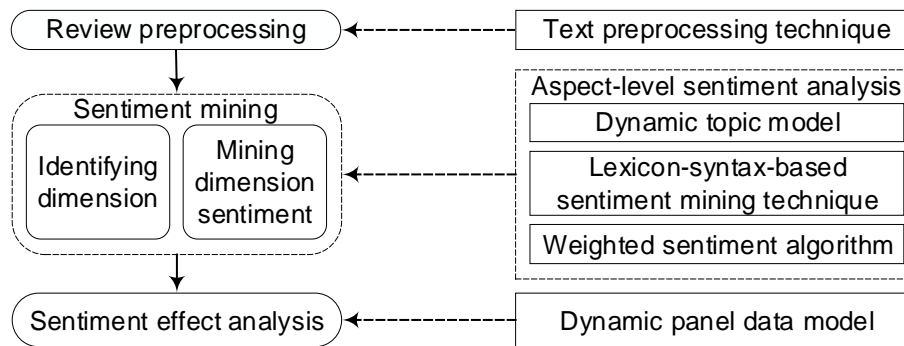 Review preprocessing
Text preprocessing technique
Sentiment mining
Identifying
dimension
Mining
dimension
sentiment
Aspect-level sentiment analysis
Dynamic topic model
Lexicon-syntax-based
sentiment mining technique
Weighted sentiment algorithm
Sentiment effect analysis
Dynamic panel data model